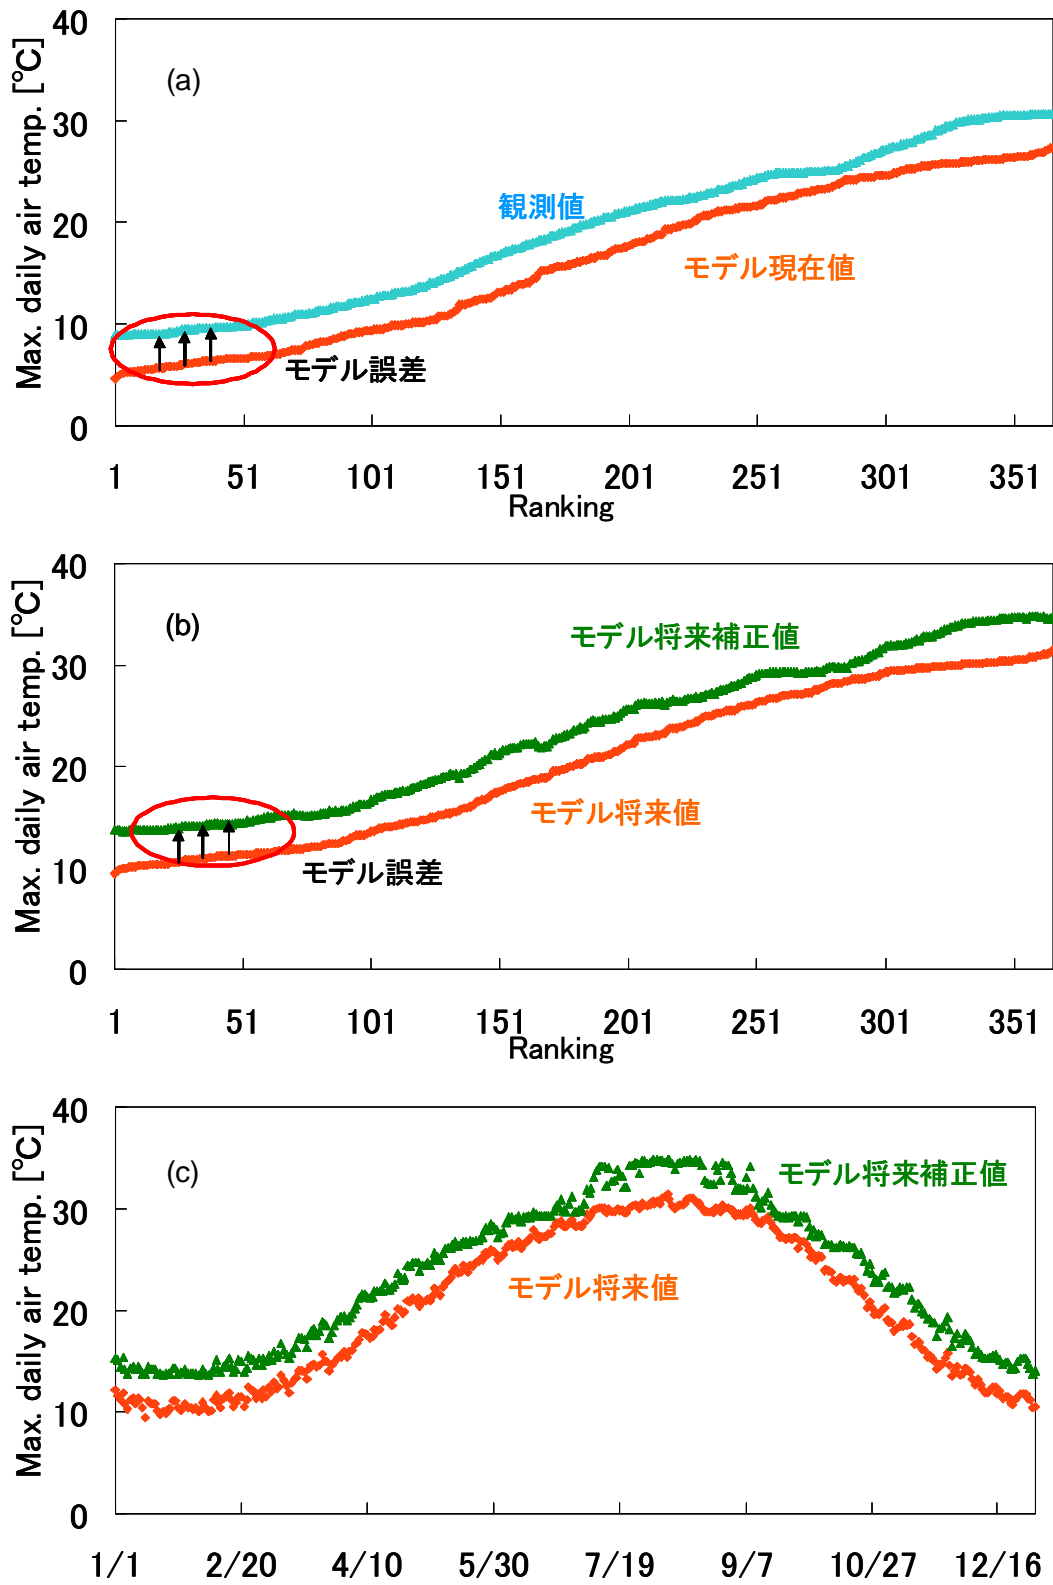 Max. daily air temp. [℃]
40
30
20
10
0
(a)
観測値
モデル現在値
モデル誤差
1 51 101 151 201 251 301 351
Ranking
Max. daily air temp. [℃]
40
30
20
10
0
(b)
モデル将来補正値
モデル将来値
モデル誤差
1 51 101 151 201 251 301 351
Ranking
Max. daily air temp. [℃]
40
30
20
10
0
(c)
モデル将来補正値
モデル将来値
1/1 2/20 4/10 5/30 7/19 9/7 10/27 12/16